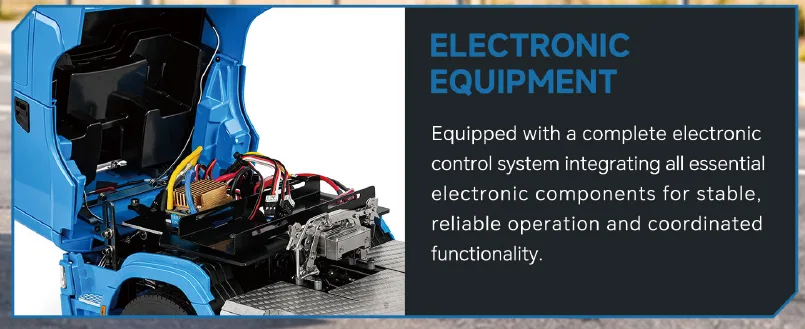 ELECTRONIC
EQUIPMENT
Equipped with a complete electronic
control system integrating all essential
electronic components for stable,
reliable operation and coordinated
functionality.